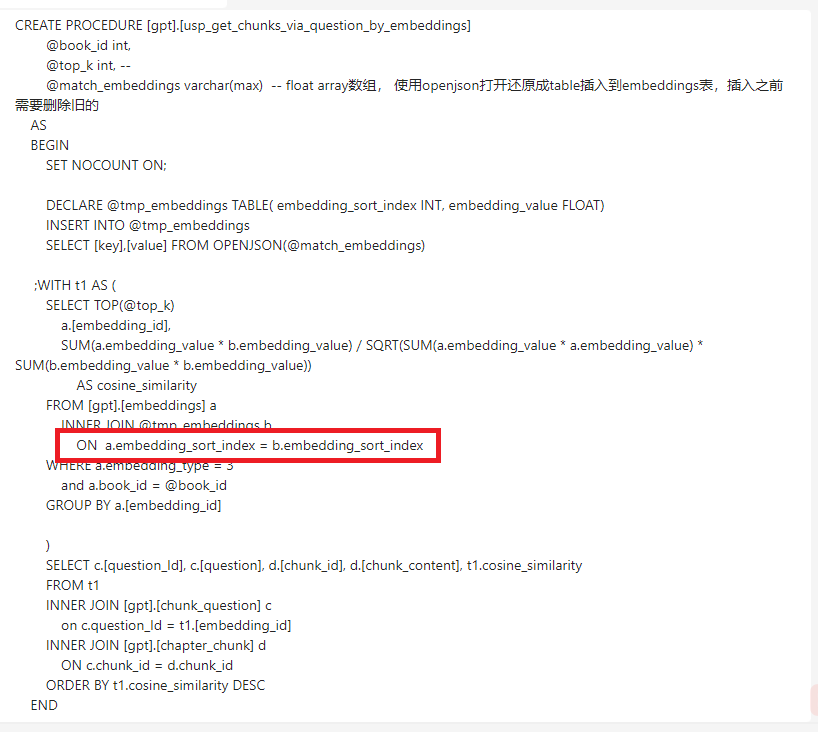 CREATE PROCEDURE [gpt].[usp_get_chunks_via_question_by_embeddings]
@book_id int,
@top_k int, --
@match_embeddings varchar(max)  -- float array数组， 使用openjson打开还原成table插入到embeddings表，插入之前
需要删除旧的
AS
BEGIN
SET NOCOUNT ON;
DECLARE @tmp_embeddings TABLE( embedding_sort_index INT, embedding_value FLOAT)
INSERT INTO @tmp_embeddings
SELECT [key],[value] FROM OPENJSON(@match_embeddings)
;WITH t1 AS (
SELECT TOP(@top_k)
a.[embedding_id],
SUM(a.embedding_value * b.embedding_value) / SQRT(SUM(a.embedding_value * a.embedding_value) *
SUM(b.embedding_value * b.embedding_value))
AS cosine_similarity
FROM [gpt].[embeddings] a
INNER JOIN @tmp_embeddings b
ON  a.embedding_sort_index = b.embedding_sort_index
WHERE a.embedding_type = 3
and a.book_id = @book_id
GROUP BY a.[embedding_id]
)
SELECT c.[question_Id], c.[question], d.[chunk_id], d.[chunk_content], t1.cosine_similarity
FROM t1
INNER JOIN [gpt].[chunk_question] c
on c.question_Id = t1.[embedding_id]
INNER JOIN [gpt].[chapter_chunk] d
ON c.chunk_id = d.chunk_id
ORDER BY t1.cosine_similarity DESC
END